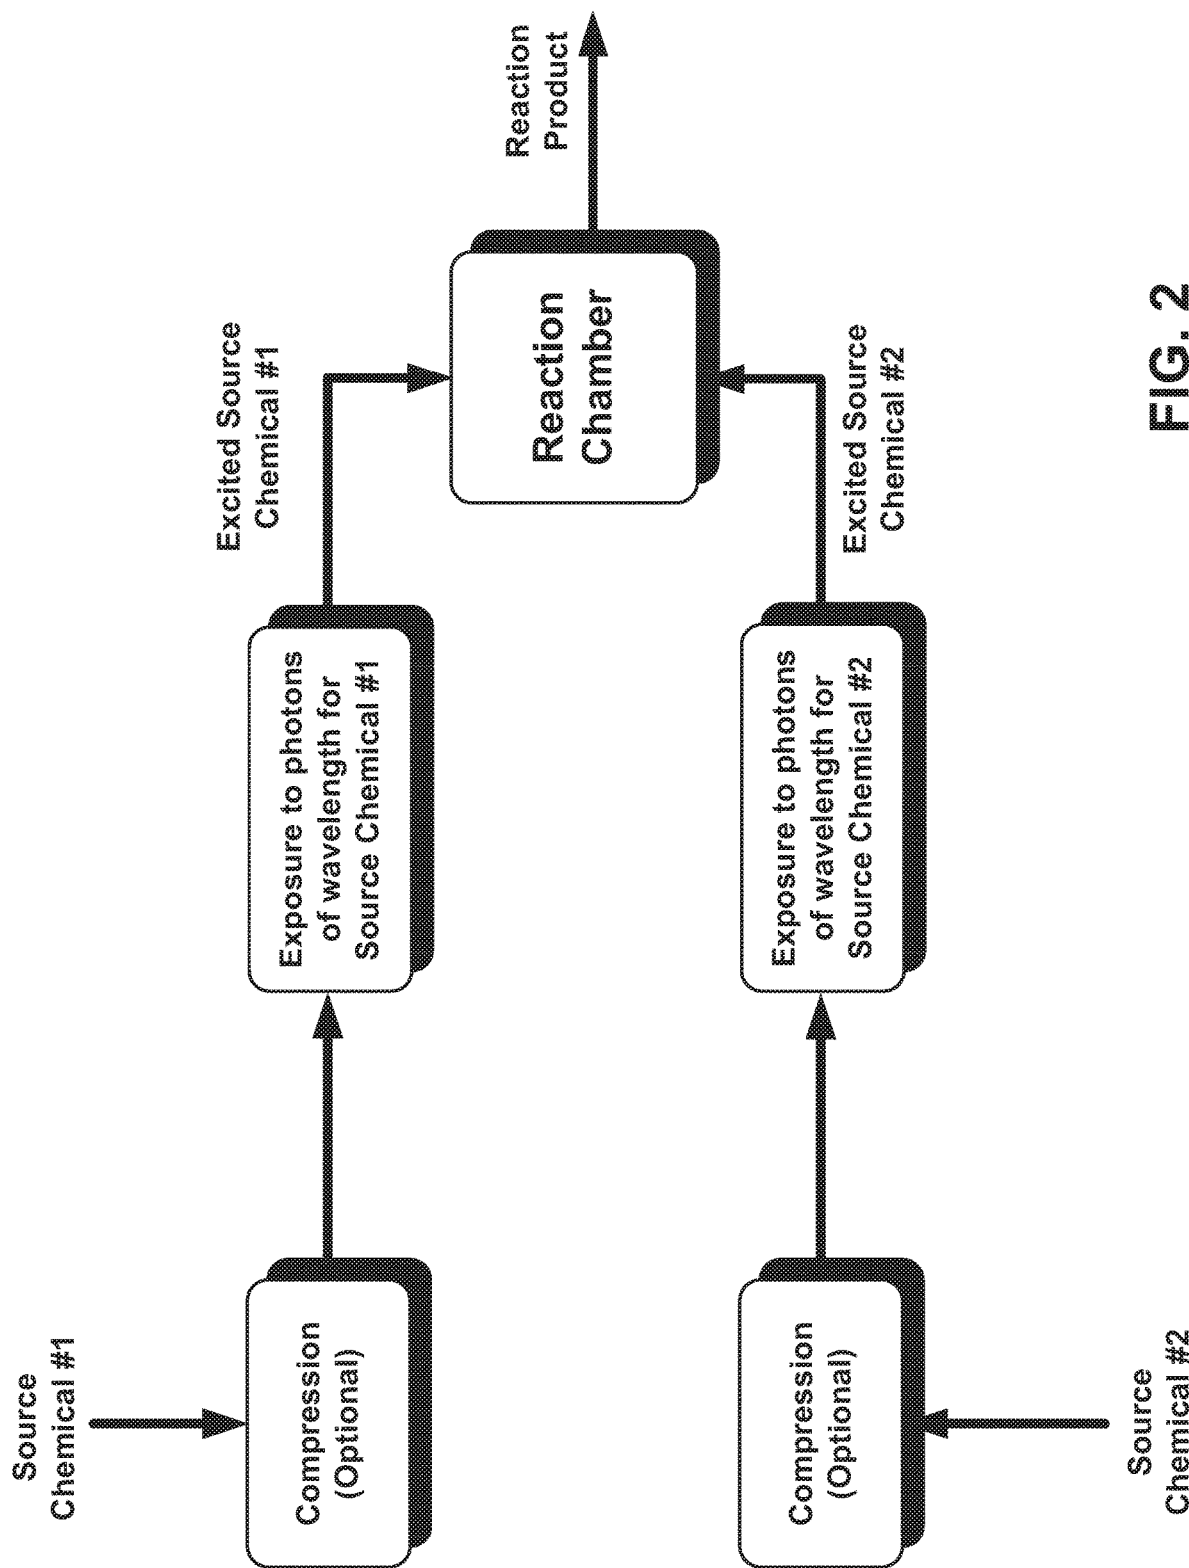 Source
Chemical #1
Compression
(Optional)
Exposure to photons
of wavelength for
Source Chemical #1
Excited Source
Chemical #1
Reaction
Chamber
Reaction
Product
Source
Chemical #2
Compression
(Optional)
Exposure to photons
of wavelength for
Source Chemical #2
Excited Source
Chemical #2
FIG. 2